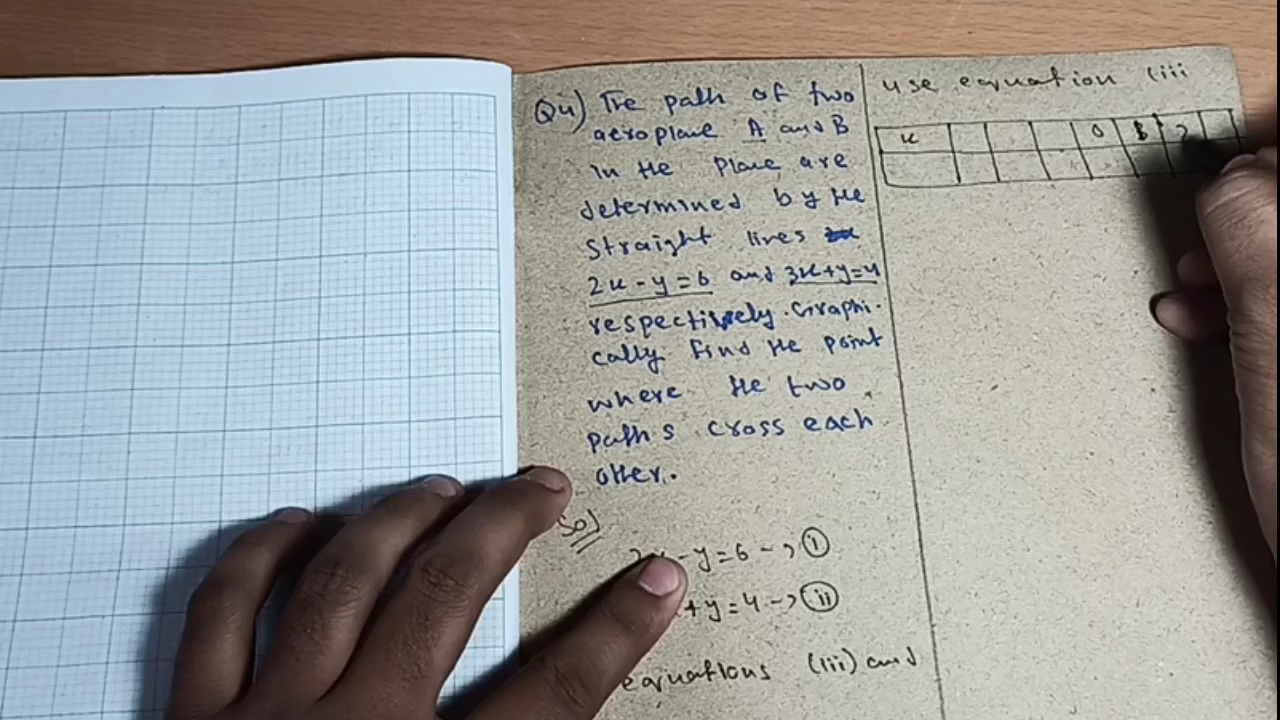 Q4) The path of two
aeroplane A and B
in the Plane are
determined by the
straight lines
2x - y = 6 and 3x+y=4
respectively. Graphi-
cally find the point
where the two
paths cross each
other.
Sol
2x - y = 6 -> (i)
+ y = 4 -> (ii)
equations (iii) and
use equation (iii
x 0 2